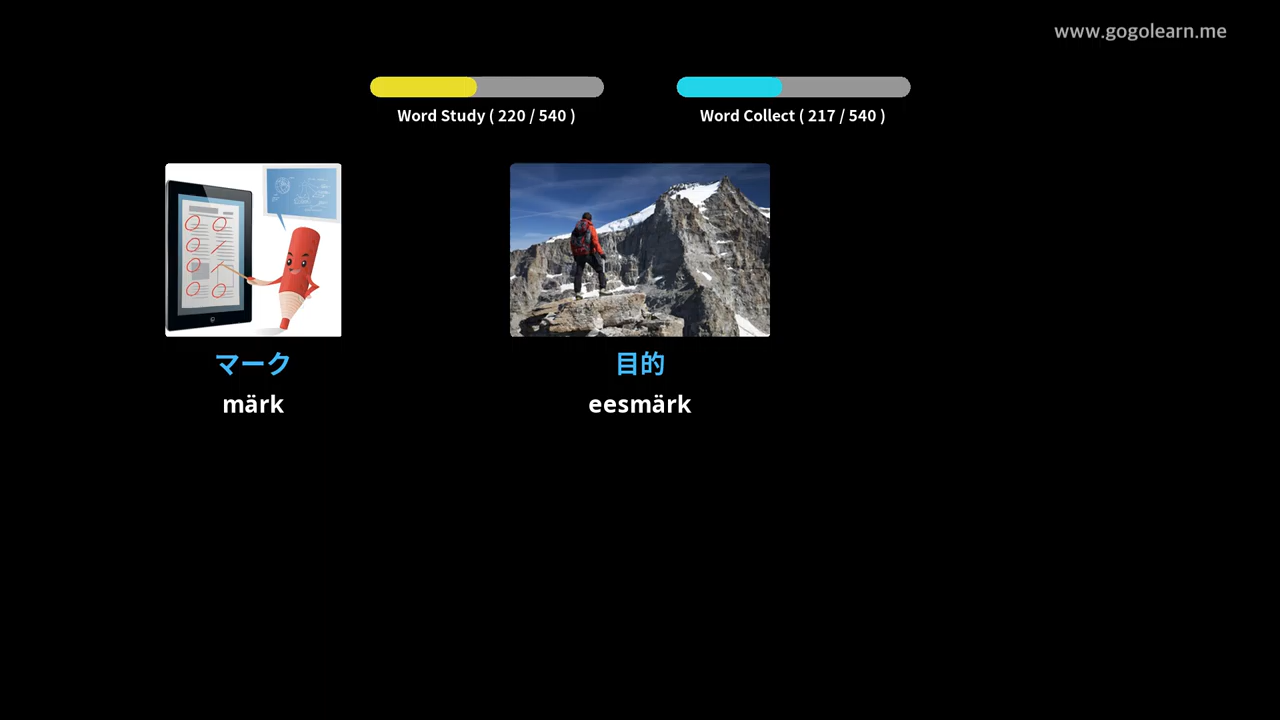 www.gogolearn.me
Word Study ( 220 / 540 )
Word Collect ( 217 / 540 )
マーク
märk
目的
eesmärk